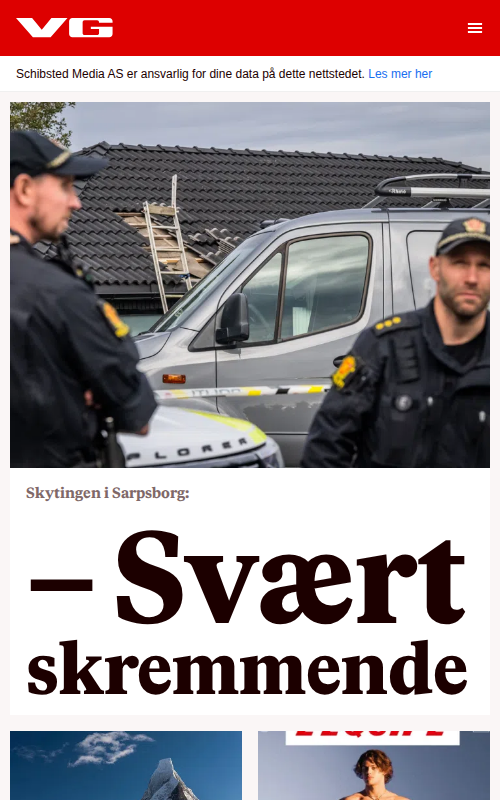 VG
Schibsted Media AS er ansvarlig for dine data på dette nettstedet. Les mer her
PLORER
Skytingen i Sarpsborg:
– Svært
skremmende